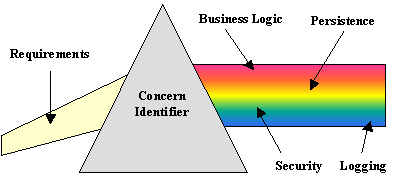 Business Logic
Persistence
Requirements
Concern
Identifier
Security
Logging